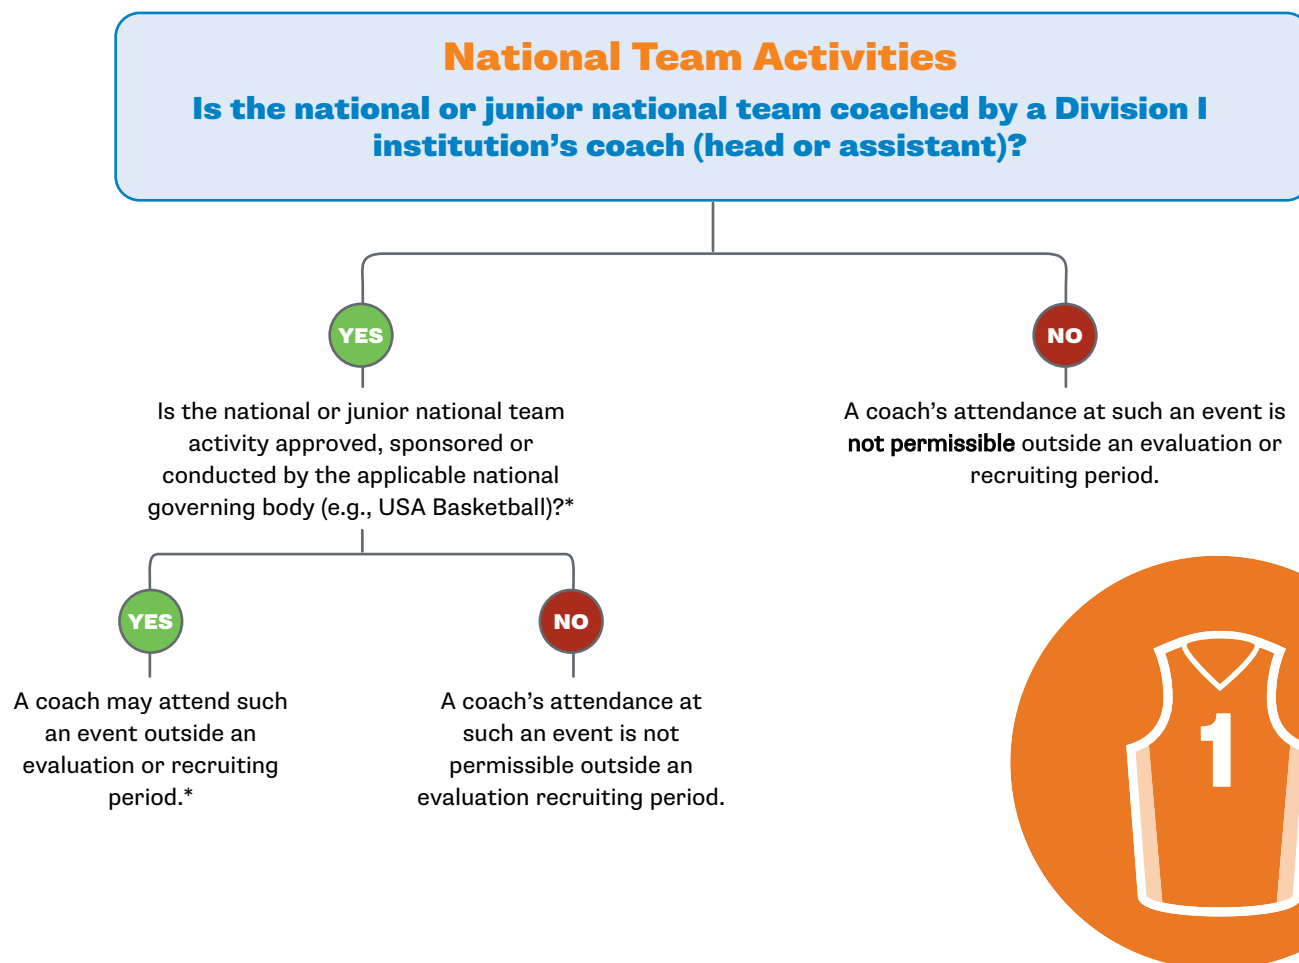 National Team Activities
Is the national or junior national team coached by a Division I
institution’s coach (head or assistant)?
YES
NO
Is the national or junior national team
activity approved, sponsored or
conducted by the applicable national
governing body (e.g., USA Basketball)?*
A coach’s attendance at such an event is
not permissible outside an evaluation or
recruiting period.
YES
NO
A coach may attend such
an event outside an
evaluation or recruiting
period.*
A coach’s attendance at
such an event is not
permissible outside an
evaluation recruiting period.
1